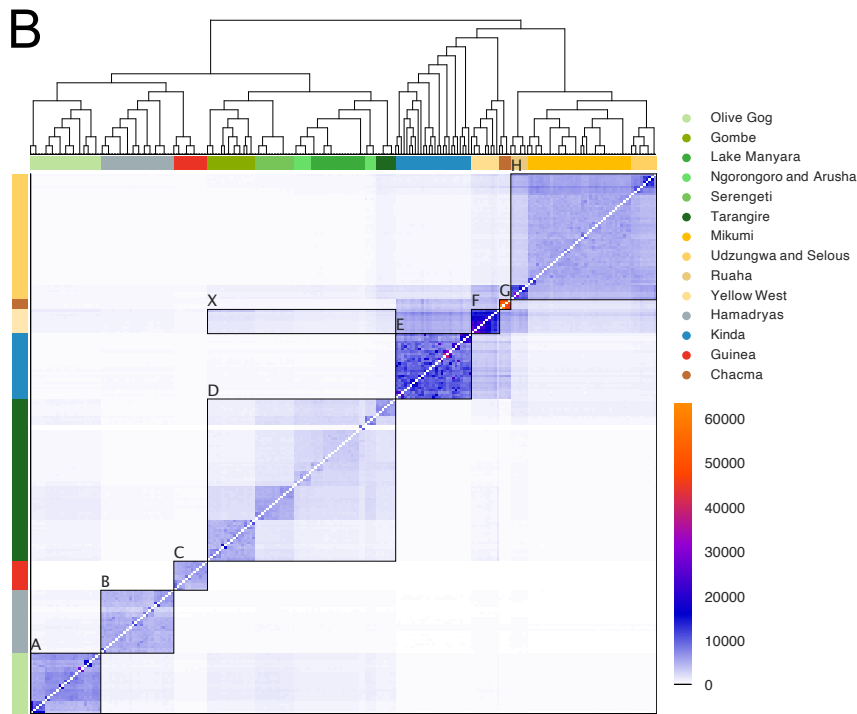 B
H
G
X
F
E
D
C
B
A
Olive Gog
Gombe
Lake Manyara
Ngorongoro and Arusha
Serengeti
Tarangire
Mikumi
Udzungwa and Selous
Ruaha
Yellow West
Hamadryas
Kinda
Guinea
Chacma
60000
50000
40000
30000
20000
10000
0